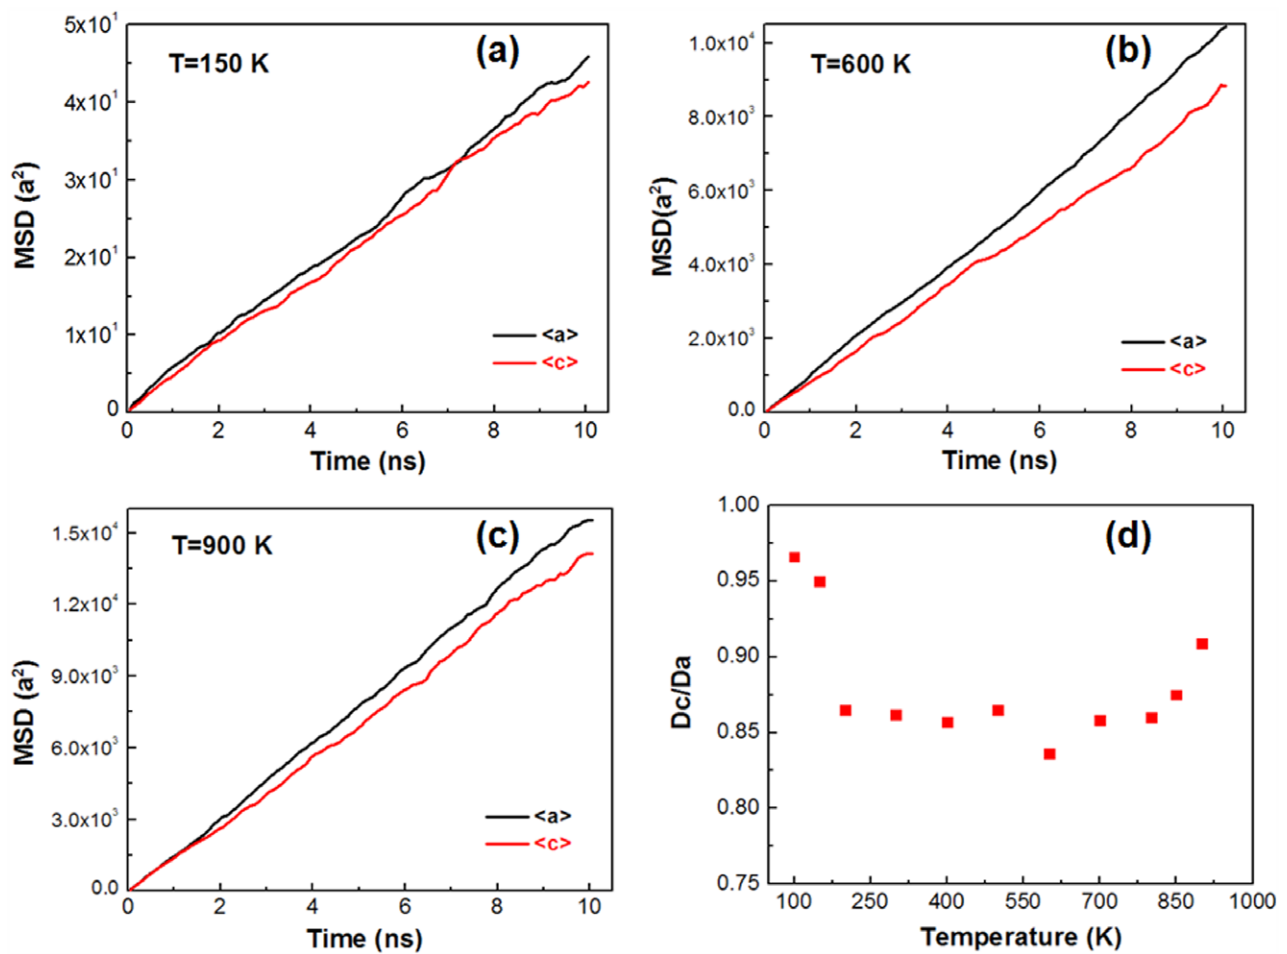 (a)
T=150 K
5x10¹
4x10¹
3x10¹
2x10¹
1x10¹
0
MSD (a²)
<a>
<c>
0 2 4 6 8 10
Time (ns)
(b)
T=600 K
1.0x10⁴
8.0x10³
6.0x10³
4.0x10³
2.0x10³
0.0
MSD(a²)
<a>
<c>
0 2 4 6 8 10
Time (ns)
(c)
T=900 K
1.5x10⁴
1.2x10⁴
9.0x10³
6.0x10³
3.0x10³
0.0
MSD (a²)
<a>
<c>
0 2 4 6 8 10
Time (ns)
(d)
1.00
0.95
0.90
0.85
0.80
0.75
Dc/Da
100 250 400 550 700 850 1000
Temperature (K)